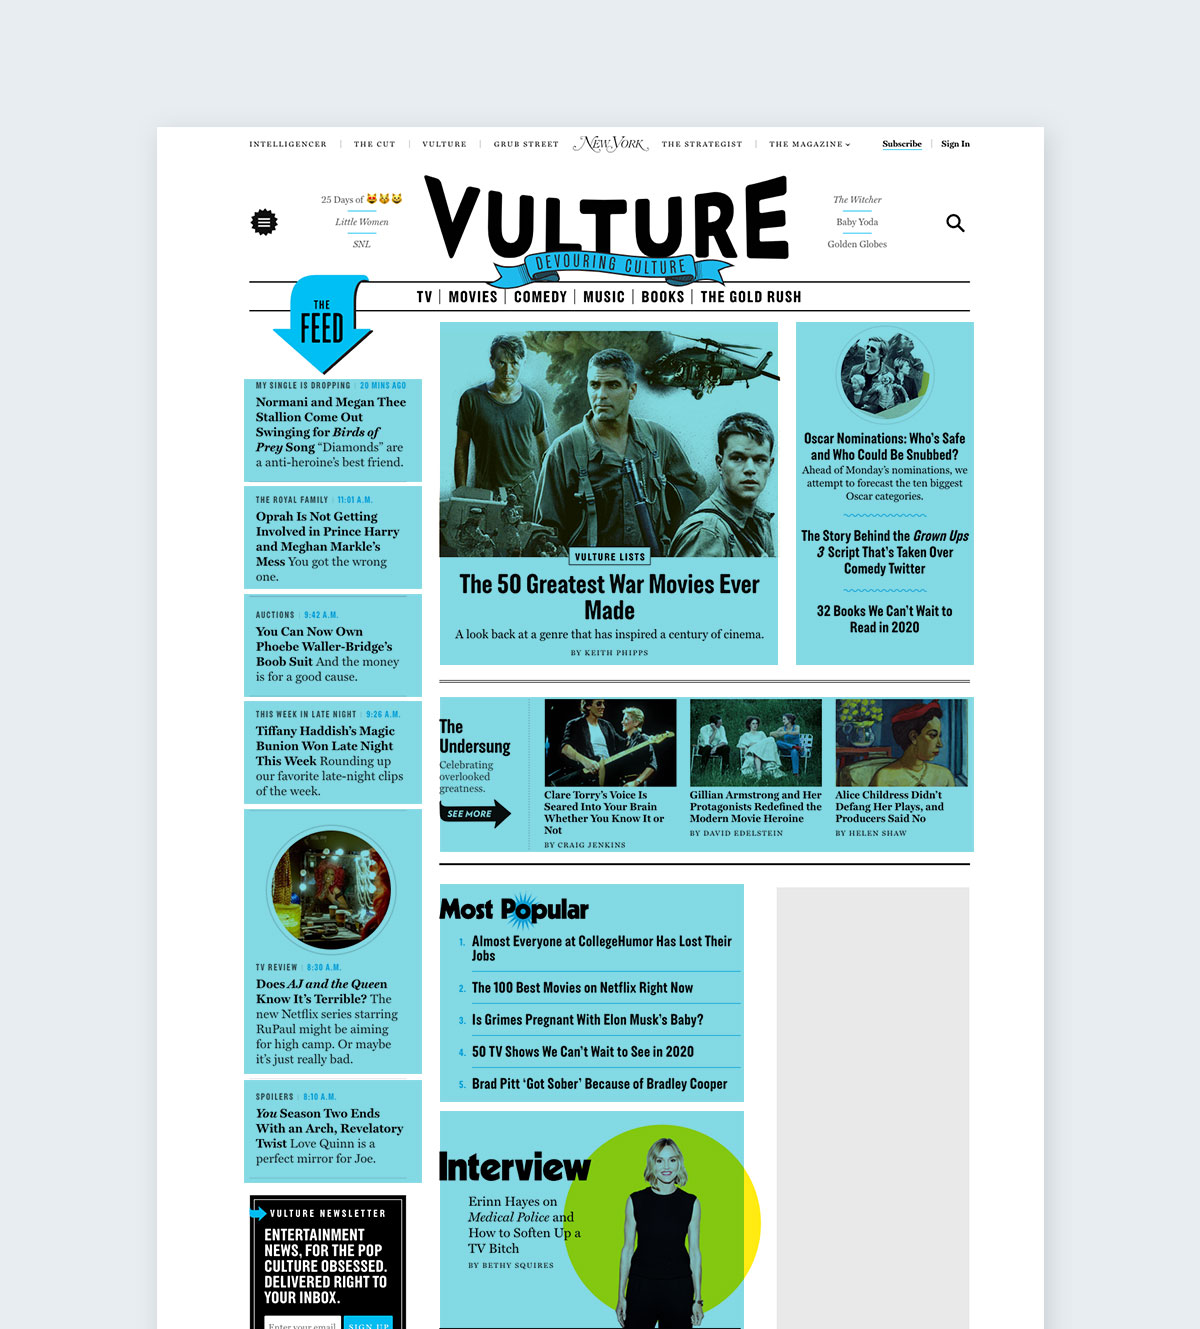 INTELLIGENCER | THE CUT | VULTURE | GRUB STREET NEW YORK THE STRATEGIST | THE MAGAZINE Subscribe | Sign In
25 Days of
Little Women
SNL
VULTURE
DEVOURING CULTURE
The Witcher
Baby Yoda
Golden Globes
TV | MOVIES | COMEDY | MUSIC | BOOKS | THE GOLD RUSH
THE
FEED
MY SINGLE IS DROPPING | 20 MINS AGO
Normani and Megan Thee
Stallion Come Out
Swinging for Birds of
Prey Song “Diamonds” are
a anti-heroine’s best friend.
THE ROYAL FAMILY | 11:01 A.M.
Oprah Is Not Getting
Involved in Prince Harry
and Meghan Markle’s
Mess You got the wrong
one.
AUCTIONS | 9:42 A.M.
You Can Now Own
Phoebe Waller-Bridge’s
Boob Suit And the money
is for a good cause.
THIS WEEK IN LATE NIGHT | 9:26 A.M.
Tiffany Haddish’s Magic
Bunion Won Late Night
This Week Rounding up
our favorite late-night clips
of the week.
TV REVIEW | 8:30 A.M.
Does AJ and the Queen
Know It’s Terrible? The
new Netflix series starring
RuPaul might be aiming
for high camp. Or maybe
it’s just really bad.
SPOILERS | 8:10 A.M.
You Season Two Ends
With an Arch, Revelatory
Twist Love Quinn is a
perfect mirror for Joe.
VULTURE NEWSLETTER
ENTERTAINMENT
NEWS, FOR THE POP
CULTURE OBSESSED.
DELIVERED RIGHT TO
YOUR INBOX.
Enter your email SIGN UP
VULTURE LISTS
The 50 Greatest War Movies Ever
Made
A look back at a genre that has inspired a century of cinema.
BY KEITH PHIPPS
Oscar Nominations: Who’s Safe
and Who Could Be Snubbed?
Ahead of Monday’s nominations, we
attempt to forecast the ten biggest
Oscar categories.
The Story Behind the Grown Ups
3 Script That’s Taken Over
Comedy Twitter
32 Books We Can’t Wait to
Read in 2020
The
Undersung
Celebrating
overlooked
greatness.
SEE MORE
Clare Torry’s Voice Is
Seared Into Your Brain
Whether You Know It or
Not
BY CRAIG JENKINS
Gillian Armstrong and Her
Protagonists Redefined the
Modern Movie Heroine
BY DAVID EDELSTEIN
Alice Childress Didn’t
Defang Her Plays, and
Producers Said No
BY HELEN SHAW
Most Popular
1. Almost Everyone at CollegeHumor Has Lost Their
Jobs
2. The 100 Best Movies on Netflix Right Now
3. Is Grimes Pregnant With Elon Musk’s Baby?
4. 50 TV Shows We Can’t Wait to See in 2020
5. Brad Pitt ‘Got Sober’ Because of Bradley Cooper
Interview
Erinn Hayes on
Medical Police and
How to Soften Up a
TV Bitch
BY BETHY SQUIRES